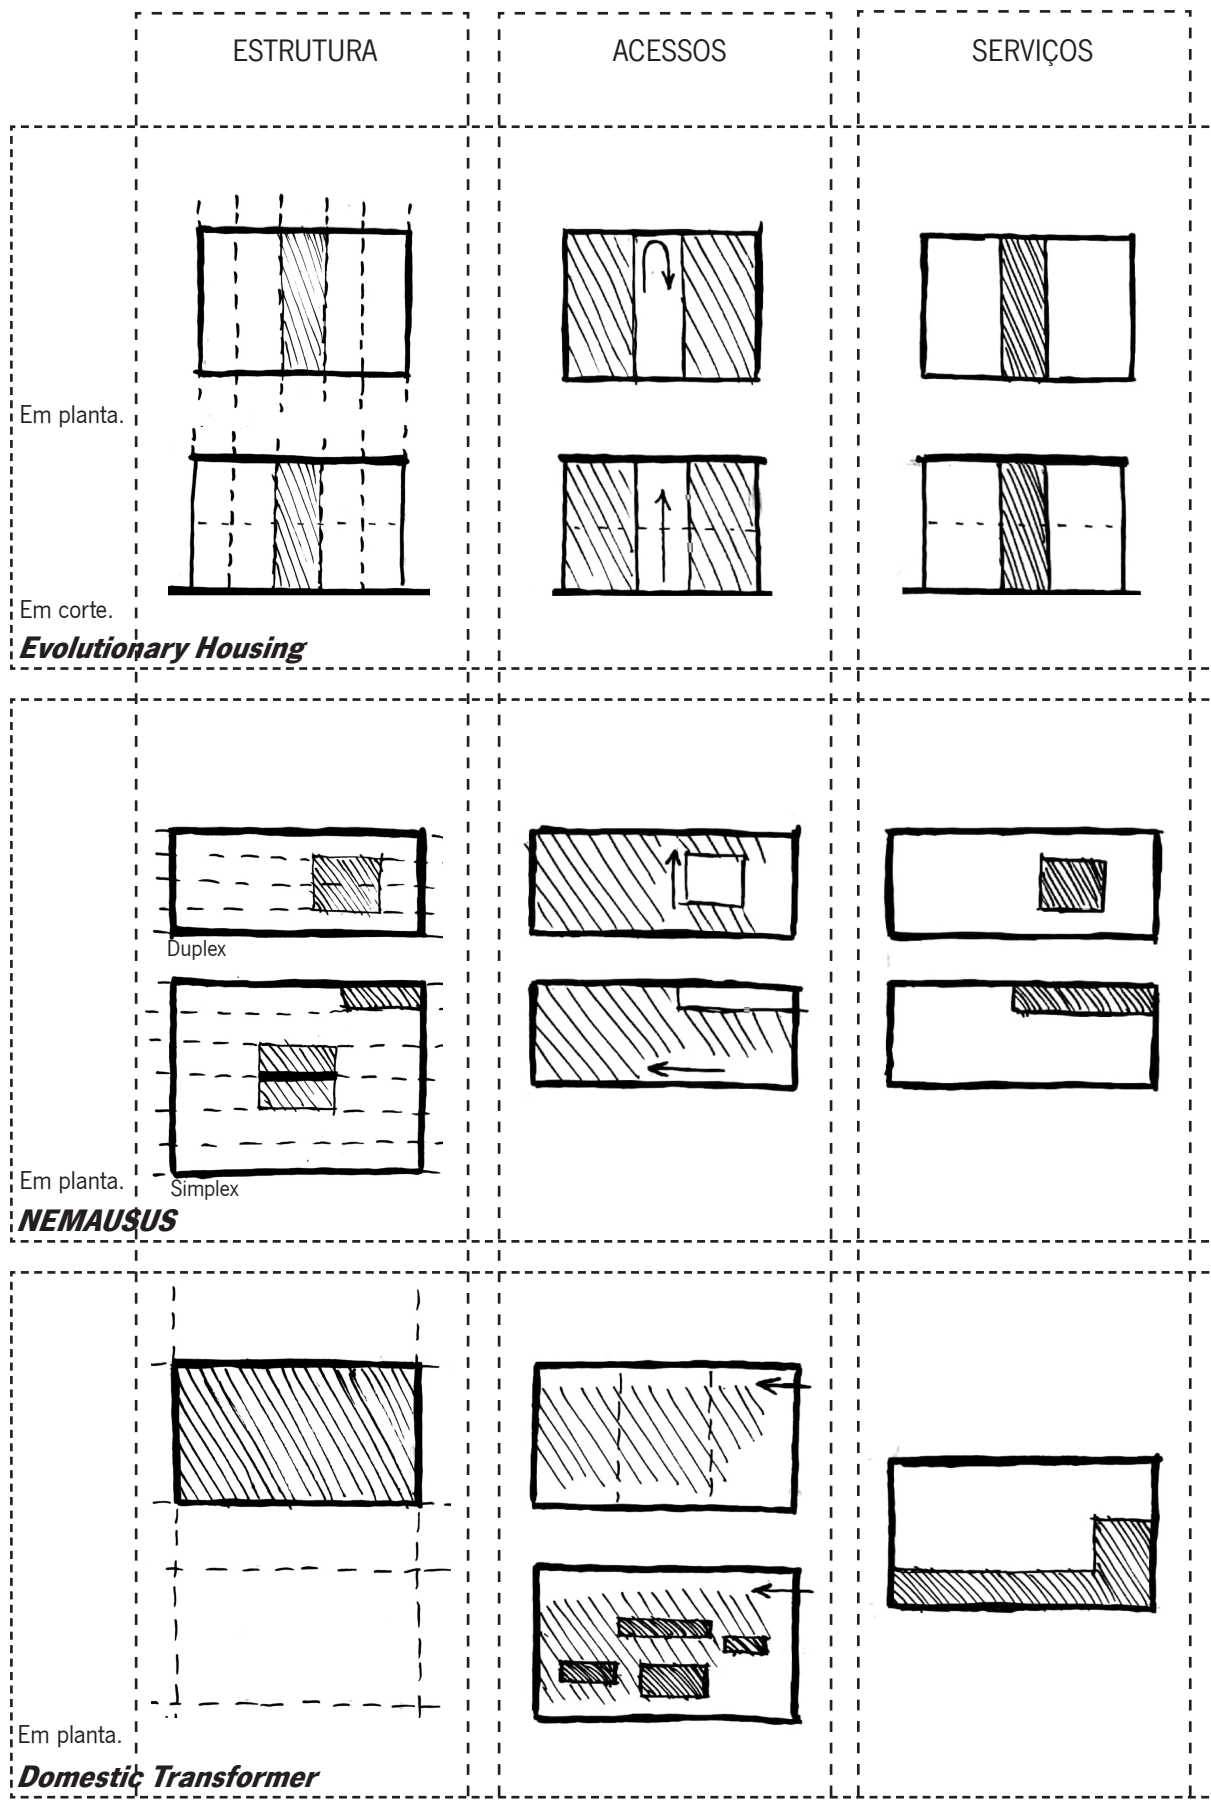 ESTRUTURA
ACESSOS
SERVIÇOS
Em planta.
Em corte.
Evolutionary Housing
Duplex
Em planta.
Simplex
NEMAUSUS
Em planta.
Domestic Transformer